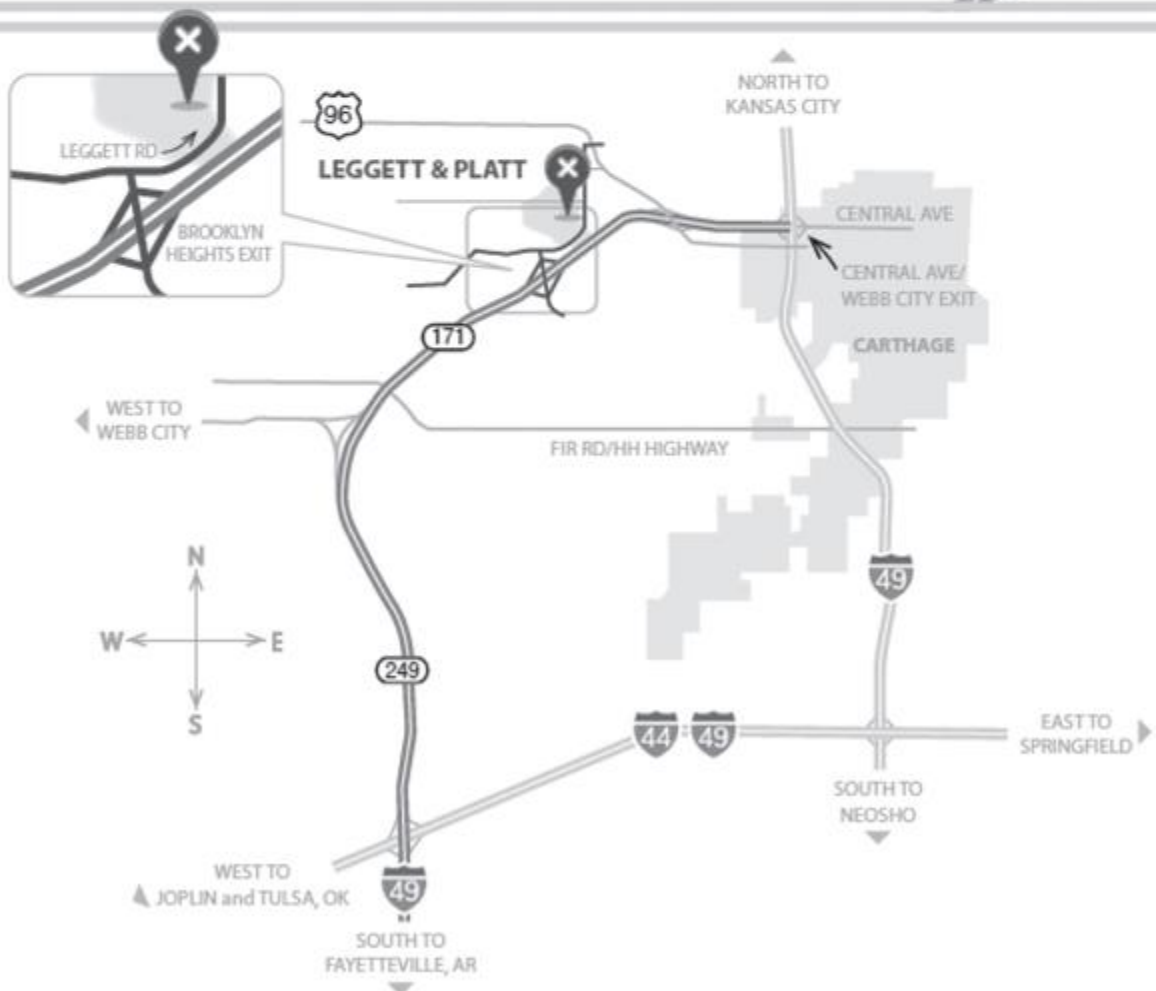 LEGGETT RD
BROOKLYN
HEIGHTS EXIT
96
LEGGETT & PLATT
NORTH TO
KANSAS CITY
CENTRAL AVE
CENTRAL AVE/
WEBB CITY EXIT
CARTHAGE
171
WEST TO
WEBB CITY
FIR RD/HH HIGHWAY
49
N
W
E
S
249
44
49
EAST TO
SPRINGFIELD
SOUTH TO
NEOSHO
WEST TO
JOPLIN and TULSA, OK
49
SOUTH TO
FAYETTEVILLE, AR